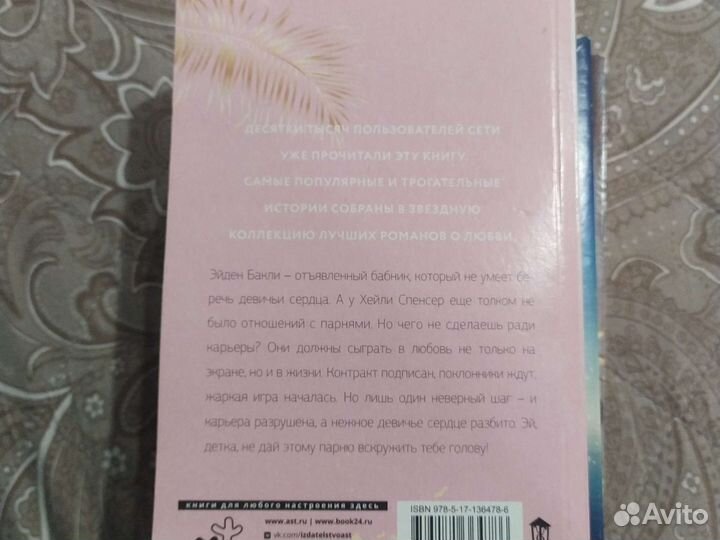 ДЕСЯТКИ ТЫСЯЧ ПОЛЬЗОВАТЕЛЕЙ СЕТИ
УЖЕ ПРОЧИТАЛИ ЭТУ КНИГУ.
САМЫЕ ПОПУЛЯРНЫЕ И ТРОГАТЕЛЬНЫЕ
ИСТОРИИ СОБРАНЫ В ЗВЁЗДНУЮ
КОЛЛЕКЦИЮ ЛУЧШИХ РОМАНОВ О ЛЮБВИ.
Эйден Бакли – отъявленный бабник, который не умеет бе-
речь девичьи сердца. А у Хейли Спенсер еще толком не
было отношений с парнями. Но чего не сделаешь ради
карьеры? Они должны сыграть в любовь не только на
экране, но и в жизни. Контракт подписан, поклонники ждут,
жаркая игра началась. Но лишь один неверный шаг – и
карьера разрушена, а нежное девичье сердце разбито. Эй,
детка, не дай этому парню вскружить тебе голову!
книги для любого настроения здесь
www.ast.ru | www.book24.ru
vk.com/izdatelstvoast
ISBN 978-5-17-136478-6
Avito